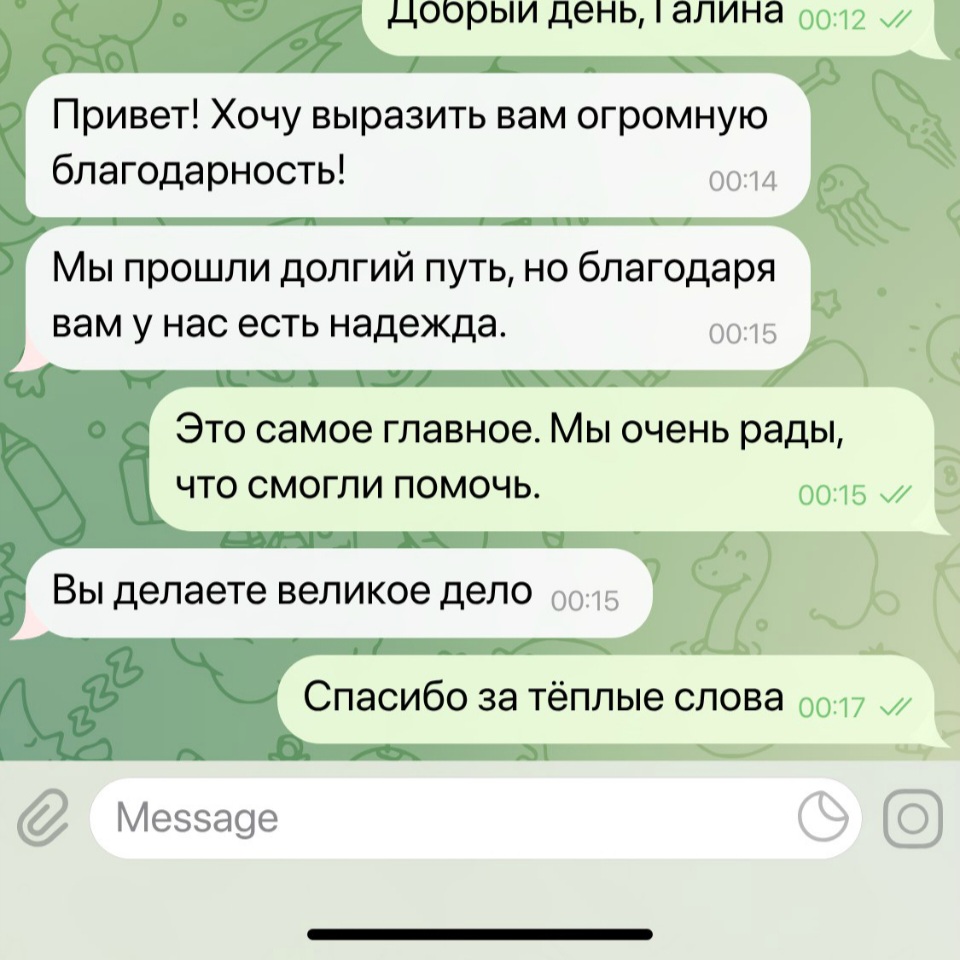 Добрый день, Галина 00:12
Привет! Хочу выразить вам огромную
благодарность! 00:14
Мы прошли долгий путь, но благодаря
вам у нас есть надежда. 00:15
Это самое главное. Мы очень рады,
что смогли помочь. 00:15
Вы делаете великое дело 00:15
Спасибо за тёплые слова 00:17
Message